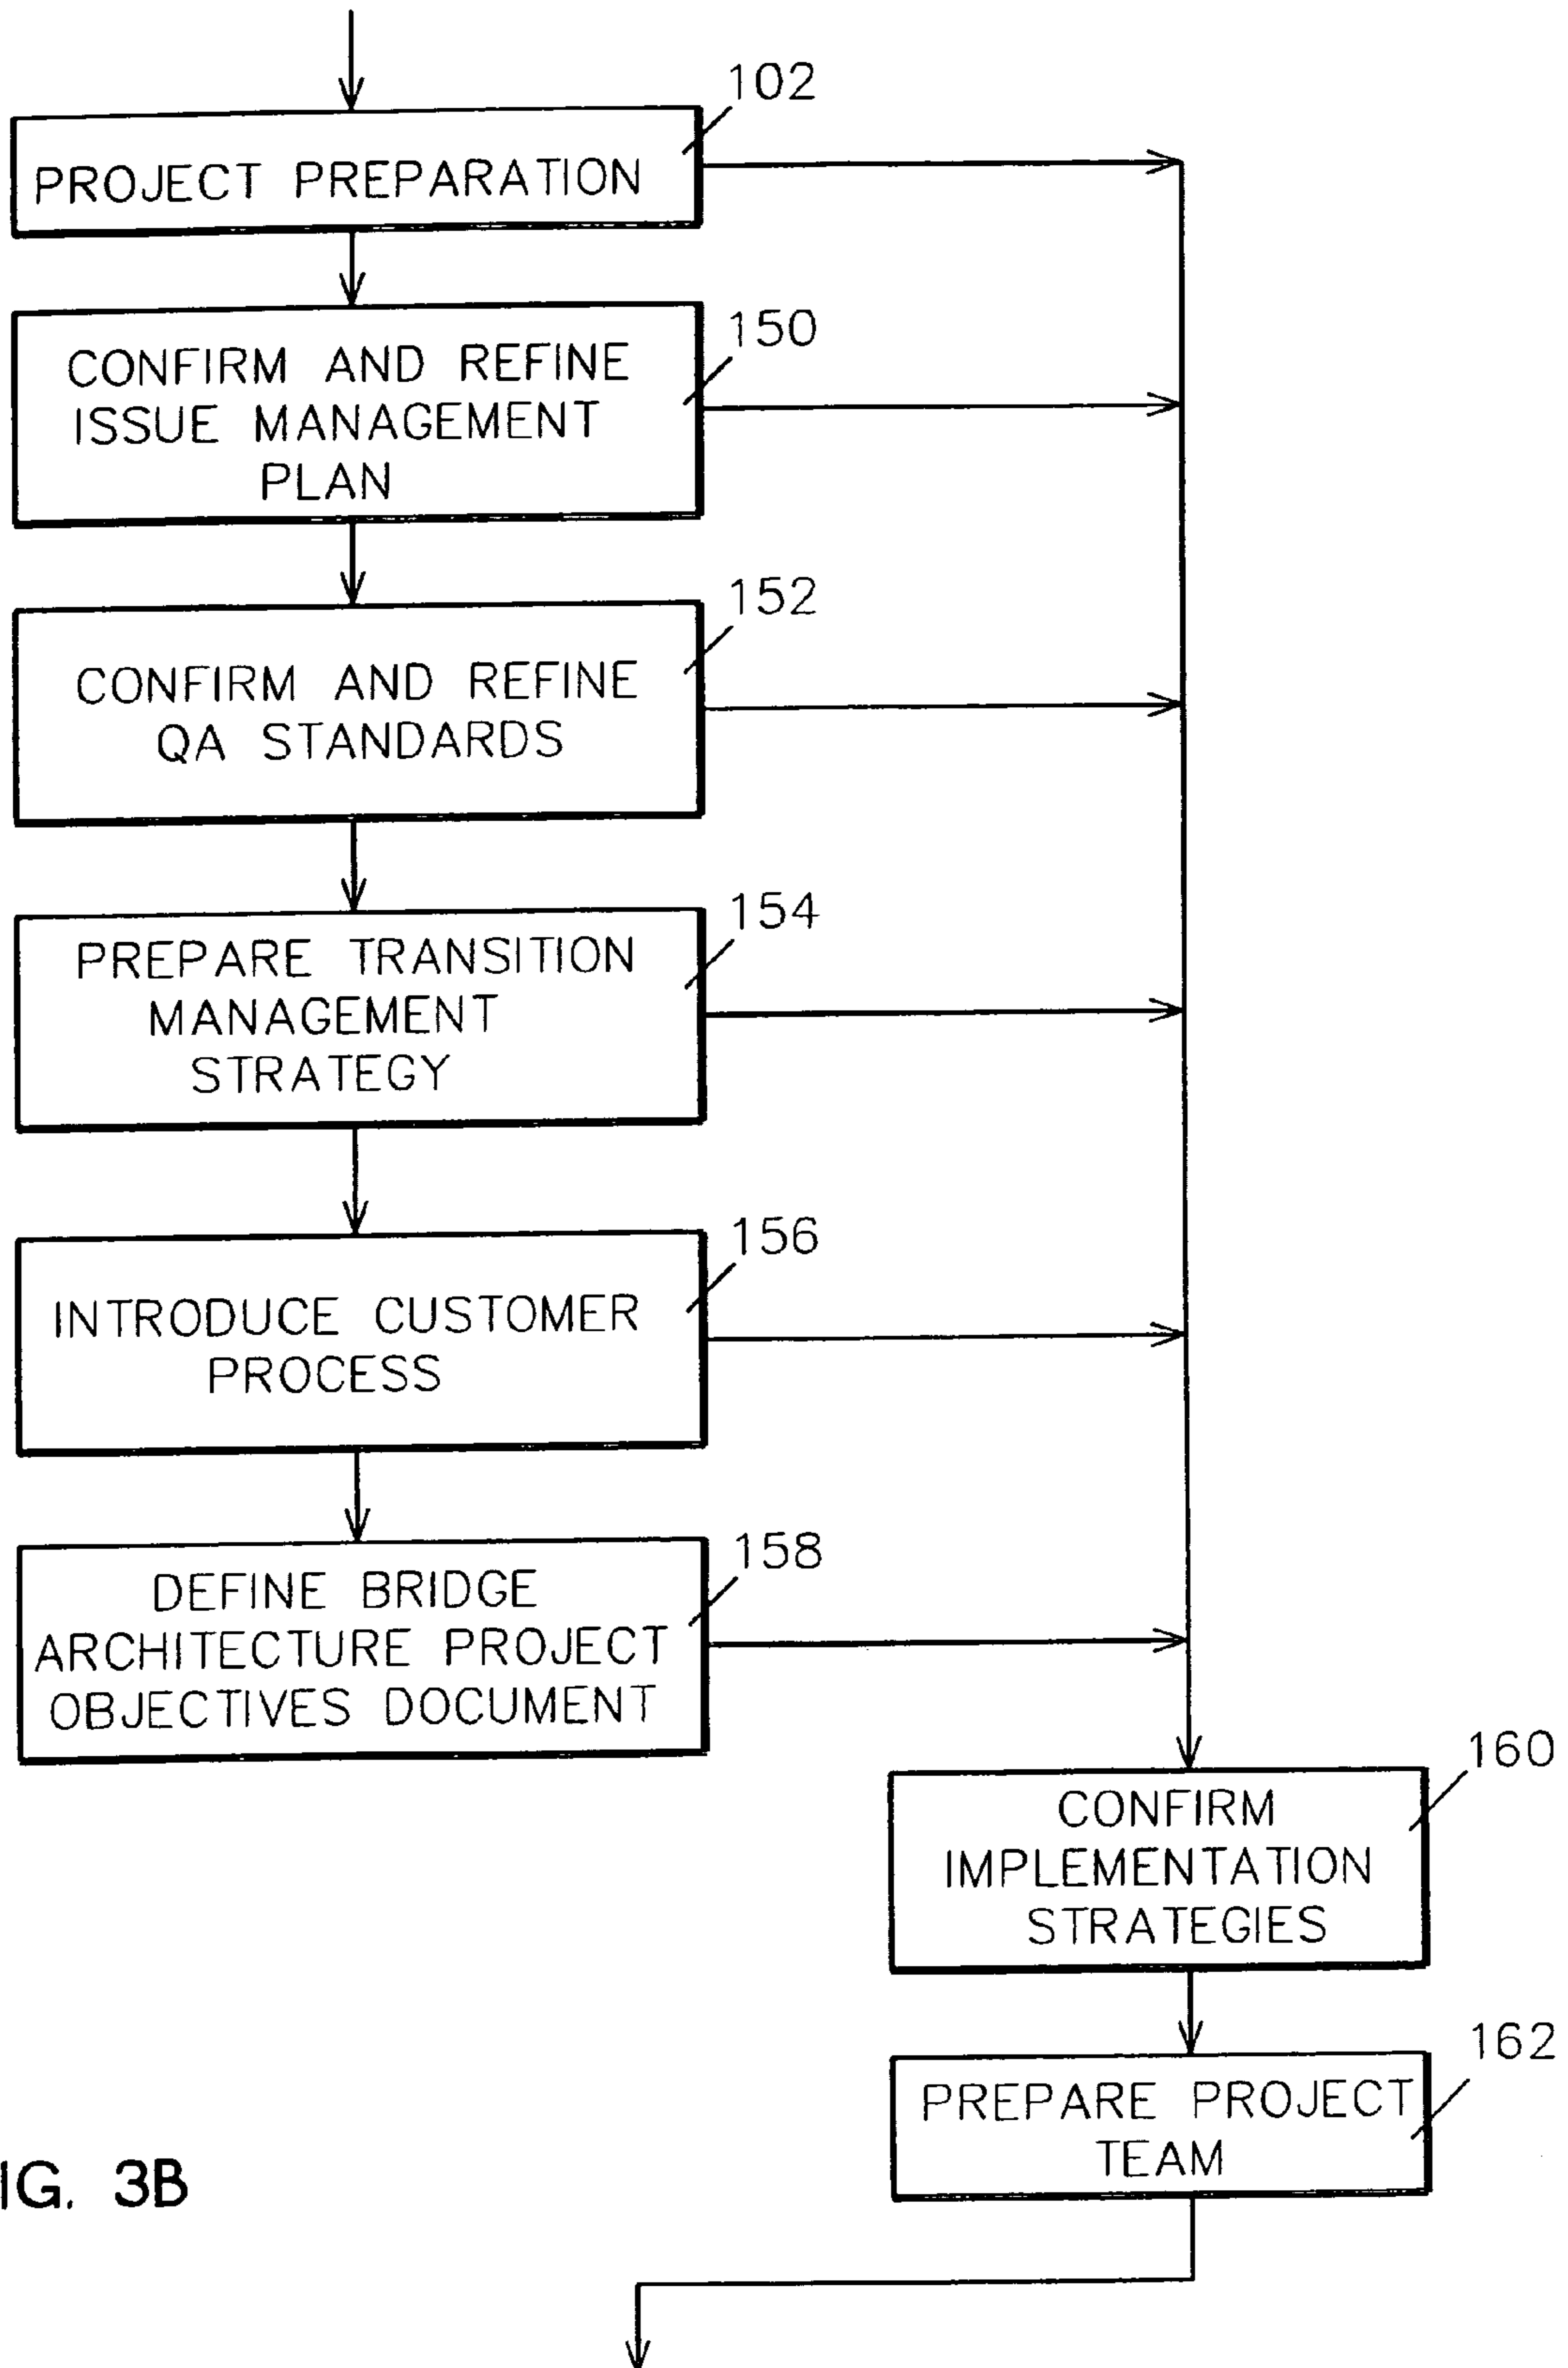 102
PROJECT PREPARATION
150
CONFIRM AND REFINE
ISSUE MANAGEMENT
PLAN
152
CONFIRM AND REFINE
QA STANDARDS
154
PREPARE TRANSITION
MANAGEMENT
STRATEGY
156
INTRODUCE CUSTOMER
PROCESS
158
DEFINE BRIDGE
ARCHITECTURE PROJECT
OBJECTIVES DOCUMENT
160
CONFIRM
IMPLEMENTATION
STRATEGIES
162
PREPARE PROJECT
TEAM
IG. 3B